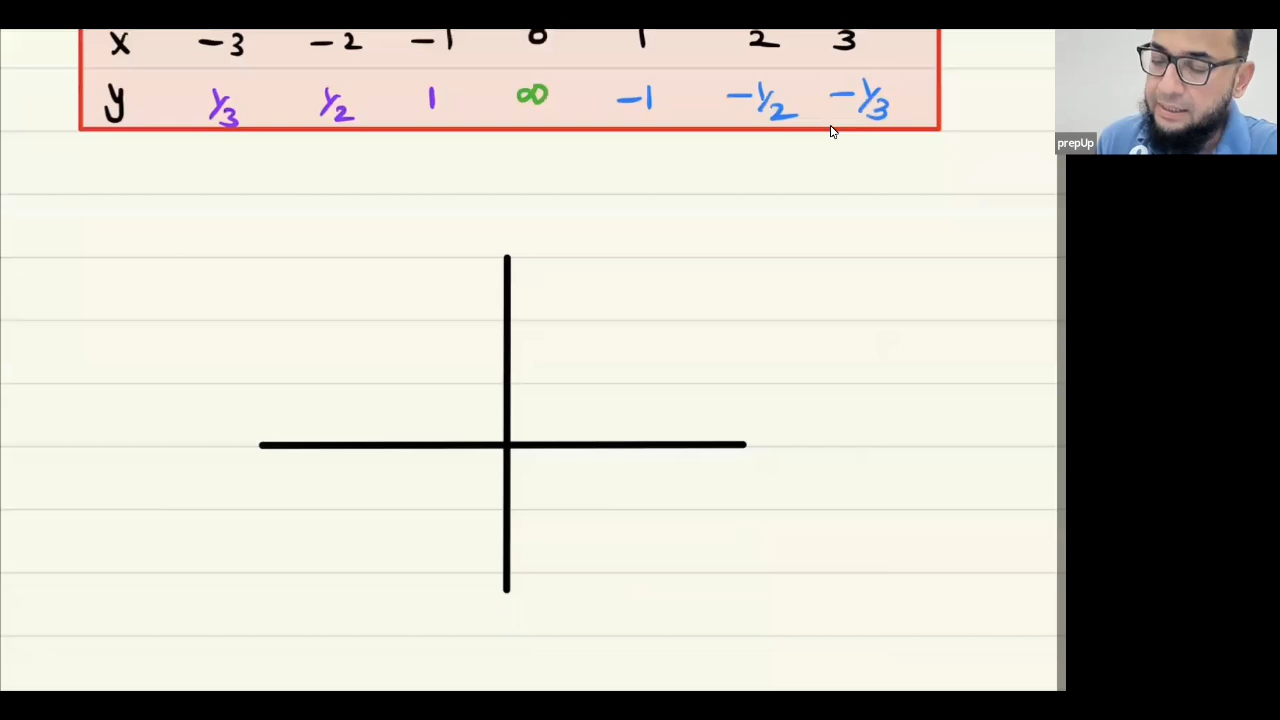 x -3 -2 -1 0 1 2 3
y 1/3 1/2 1 ∞ -1 -1/2 -1/3
prepUp